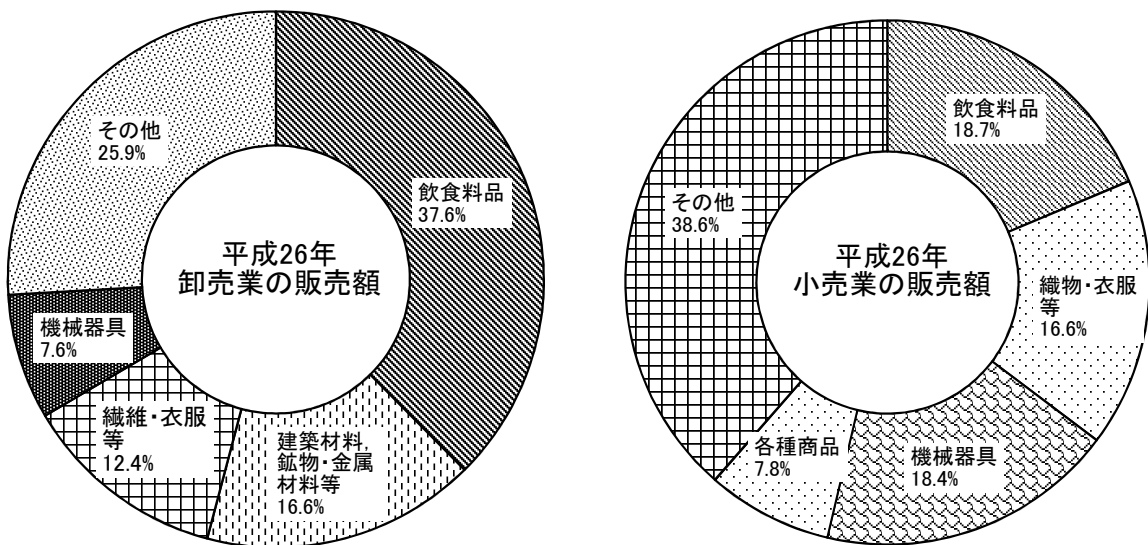 平成26年
卸売業の販売額
飲食料品
37.6%
建築材料,
鉱物・金属
材料等
16.6%
繊維・衣服
等
12.4%
機械器具
7.6%
その他
25.9%
平成26年
小売業の販売額
飲食料品
18.7%
織物・衣服
等
16.6%
機械器具
18.4%
各種商品
7.8%
その他
38.6%